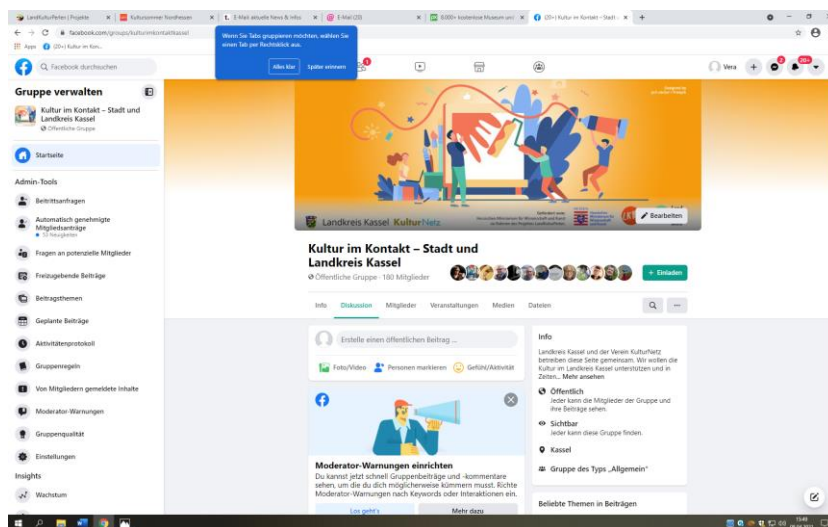 LandKulturPerlen | Projekte
Kultursommer Nordhessen
E-Mail aktuelle News & Infos
E-Mail (20)
8.000+ kostenlose Museum und
(20+) Kultur im Kontakt - Stadt
facebook.com/groups/kulturimkontaktkassel
Apps
(20+) Kultur im Kon...
Wenn Sie Tabs gruppieren möchten, wählen Sie
einen Tab per Rechtsklick aus.
Alles klar
Später erinnern
Facebook durchsuchen
Vera
2
20+
Gruppe verwalten
Kultur im Kontakt – Stadt und
Landkreis Kassel
Öffentliche Gruppe
Startseite
Admin-Tools
Beitrittsanfragen
Automatisch genehmigte
Mitgliedsanträge
10 Neuigkeiten
Fragen an potenzielle Mitglieder
Freizugebende Beiträge
Beitragsthemen
Geplante Beiträge
Aktivitätenprotokoll
Gruppenregeln
Von Mitgliedern gemeldete Inhalte
Moderator-Warnungen
Gruppenqualität
Einstellungen
Insights
Wachstum
Landkreis Kassel KulturNetz
Bearbeiten
Kultur im Kontakt – Stadt und
Landkreis Kassel
Öffentliche Gruppe · 180 Mitglieder
+ Einladen
Info
Diskussion
Mitglieder
Veranstaltungen
Medien
Dateien
Erstelle einen öffentlichen Beitrag ...
Foto/Video
Personen markieren
Gefühl/Aktivität
Moderator-Warnungen einrichten
Du kannst jetzt schnell Gruppenbeiträge und -kommentare
sehen, um die du dich möglicherweise kümmern musst. Richte
Moderator-Warnungen nach Keywords oder Interaktionen ein.
Los geht's
Mehr dazu
Info
Landkreis Kassel und der Verein KulturNetz
betreiben diese Seite gemeinsam. Wir wollen die
Kultur im Landkreis Kassel unterstützen und in
Zeiten... Mehr ansehen
Öffentlich
Jeder kann die Mitglieder der Gruppe und
ihre Beiträge sehen.
Sichtbar
Jeder kann diese Gruppe finden.
Kassel
Gruppe des Typs „Allgemein"
Beliebte Themen in Beiträgen
15:49